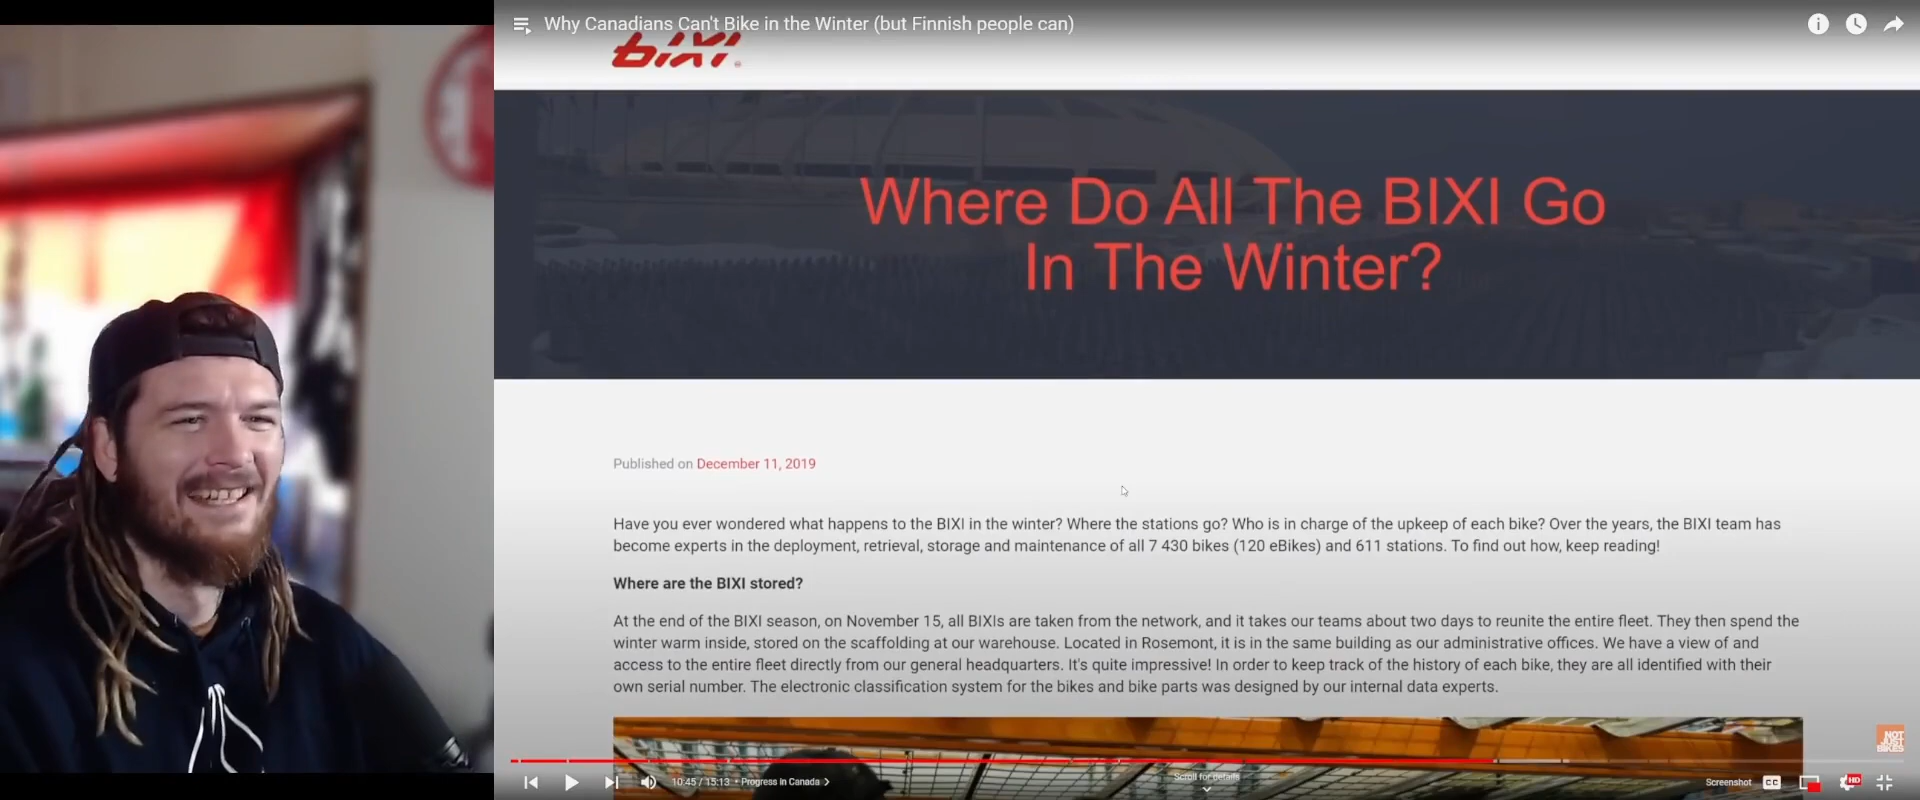 Why Canadians Can't Bike in the Winter (but Finnish people can)
bixi
Where Do All The BIXI Go
In The Winter?
Published on December 11, 2019
Have you ever wondered what happens to the BIXI in the winter? Where the stations go? Who is in charge of the upkeep of each bike? Over the years, the BIXI team has
become experts in the deployment, retrieval, storage and maintenance of all 7 430 bikes (120 eBikes) and 611 stations. To find out how, keep reading!
Where are the BIXI stored?
At the end of the BIXI season, on November 15, all BIXIs are taken from the network, and it takes our teams about two days to reunite the entire fleet. They then spend the
winter warm inside, stored on the scaffolding at our warehouse. Located in Rosemont, it is in the same building as our administrative offices. We have a view of and
access to the entire fleet directly from our general headquarters. It's quite impressive! In order to keep track of the history of each bike, they are all identified with their
own serial number. The electronic classification system for the bikes and bike parts was designed by our internal data experts.
NOT
JUST
BIKES
10:45 / 15:13 • Progress in Canada
Scroll for details
Screenshot
CC
HD